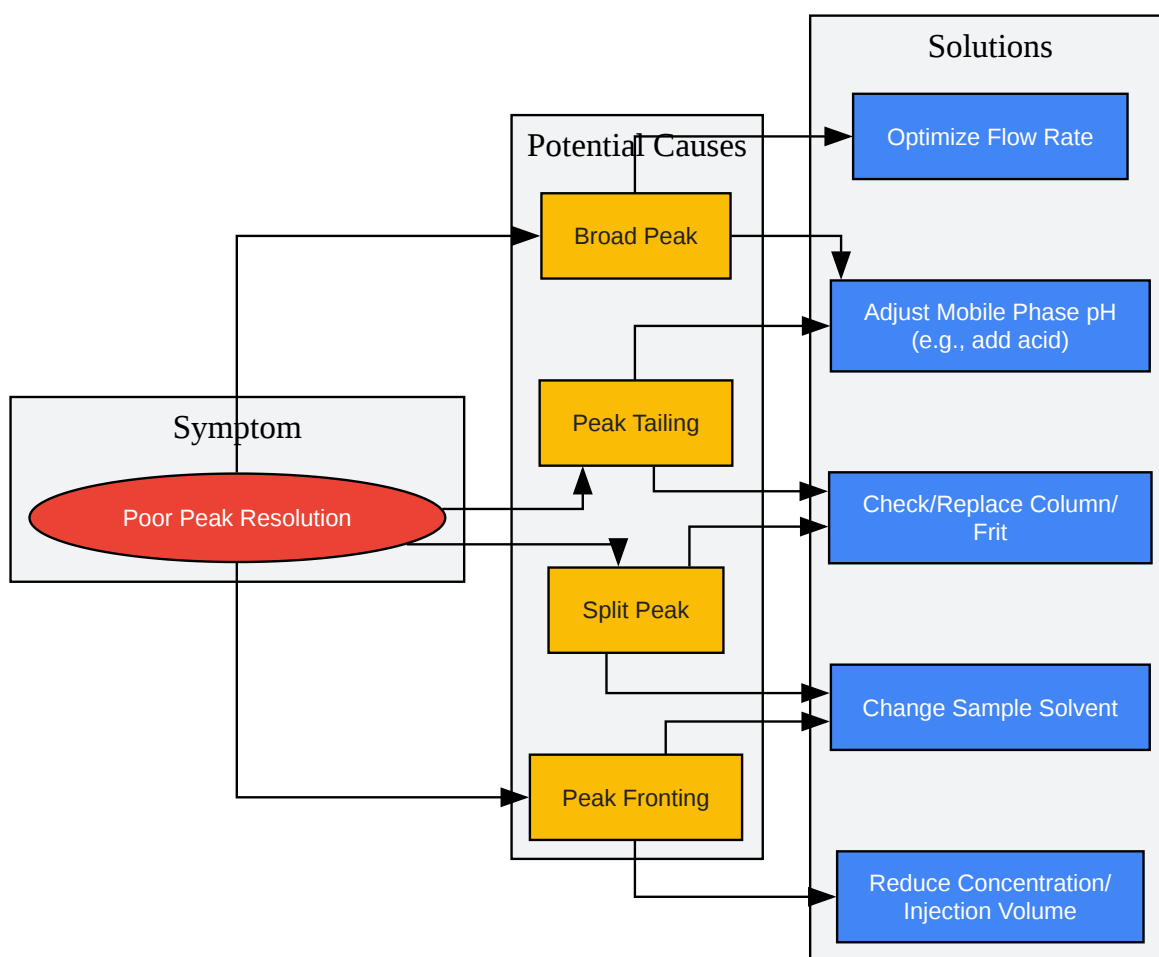 Symptom
Poor Peak Resolution
Potential Causes
Broad Peak
Peak Tailing
Split Peak
Peak Fronting
Solutions
Optimize Flow Rate
Adjust Mobile Phase pH
(e.g., add acid)
Check/Replace Column/
Frit
Change Sample Solvent
Reduce Concentration/
Injection Volume